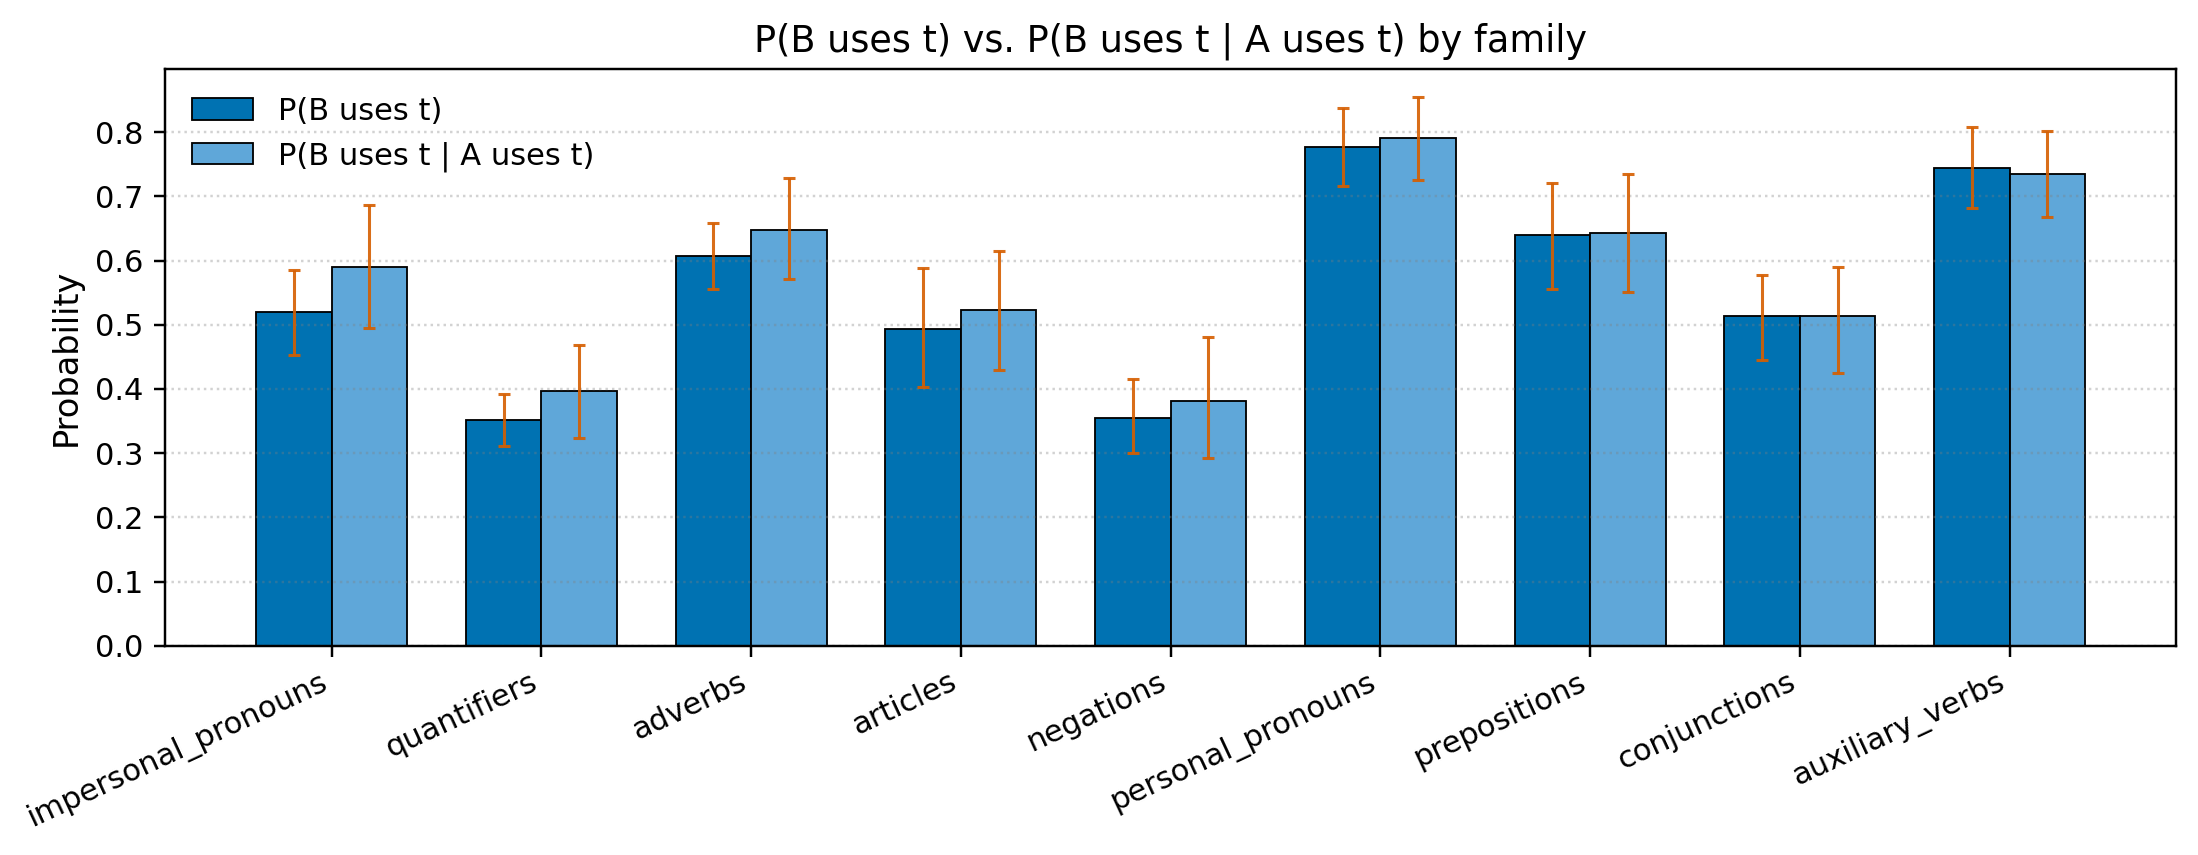 P(B uses t) vs. P(B uses t | A uses t) by family
P(B uses t)
P(B uses t | A uses t)
Probability
0.8
0.7
0.6
0.5
0.4
0.3
0.2
0.1
0.0
impersonal_pronouns
quantifiers
adverbs
articles
negations
personal_pronouns
prepositions
conjunctions
auxiliary_verbs